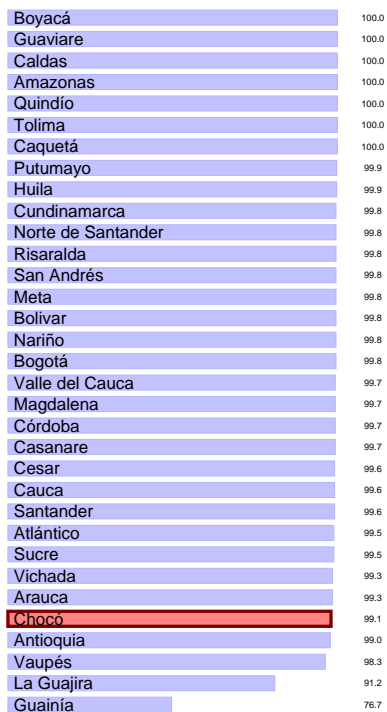 Boyacá 100.0
Guaviare 100.0
Caldas 100.0
Amazonas 100.0
Quindío 100.0
Tolima 100.0
Caquetá 100.0
Putumayo 99.9
Huila 99.9
Cundinamarca 99.8
Norte de Santander 99.8
Risaralda 99.8
San Andrés 99.8
Meta 99.8
Bolivar 99.8
Nariño 99.8
Bogotá 99.8
Valle del Cauca 99.7
Magdalena 99.7
Córdoba 99.7
Casanare 99.7
Cesar 99.6
Cauca 99.6
Santander 99.6
Atlántico 99.5
Sucre 99.5
Vichada 99.3
Arauca 99.3
Chocó 99.1
Antioquia 99.0
Vaupés 98.3
La Guajira 91.2
Guainía 76.7